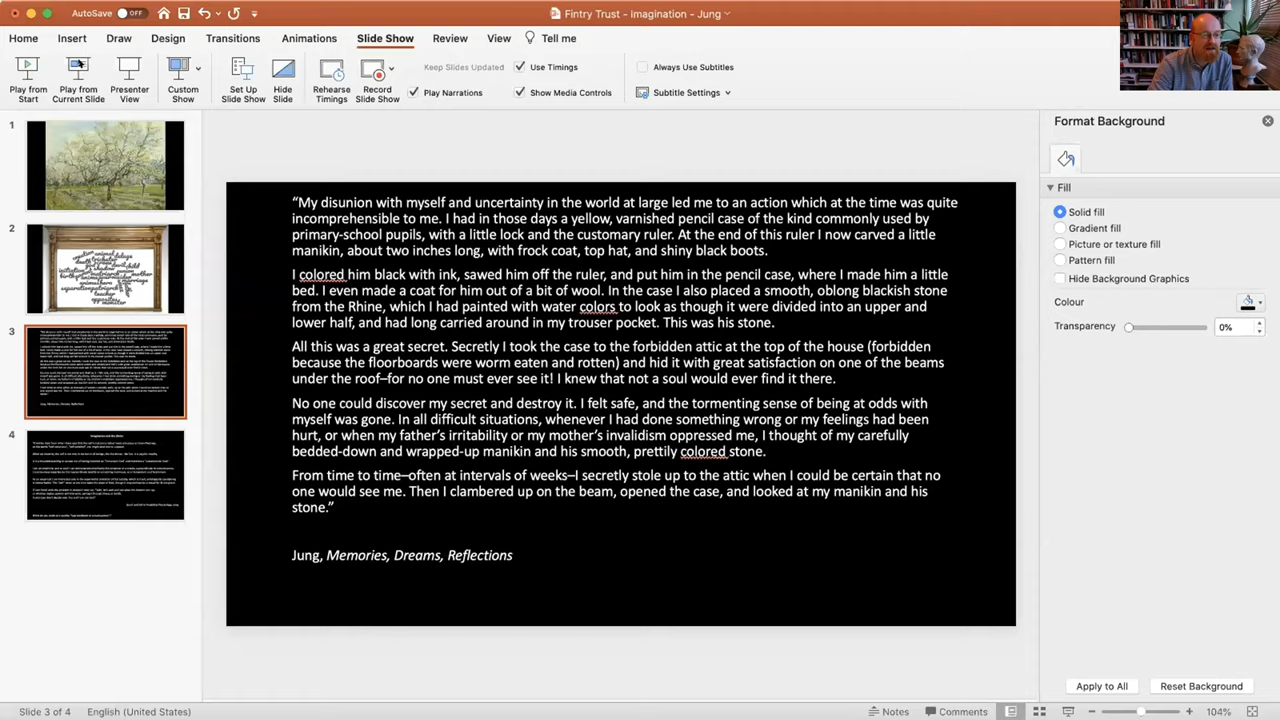 AutoSave OFF
Fintry Trust - Imagination - Jung
Home Insert Draw Design Transitions Animations Slide Show Review View Tell me
Play from Start
Play from Current Slide
Presenter View
Custom Show
Set Up Slide Show
Hide Slide
Rehearse Timings
Record Slide Show
Keep Slides Updated
Play Narrations
Use Timings
Show Media Controls
Always Use Subtitles
Subtitle Settings
1
2
3
4
“My disunion with myself and uncertainty in the world at large led me to an action which at the time was quite
incomprehensible to me. I had in those days a yellow, varnished pencil case of the kind commonly used by
primary-school pupils, with a little lock and the customary ruler. At the end of this ruler I now carved a little
manikin, about two inches long, with frock coat, top hat, and shiny black boots.
I colored him black with ink, sawed him off the ruler, and put him in the pencil case, where I made him a little
bed. I even made a coat for him out of a bit of wool. In the case I also placed a smooth, oblong blackish stone
from the Rhine, which I had painted with water colors to look as though it were divided into an upper and
lower half, and had long carried around in my trouser pocket. This was his stone.
All this was a great secret. Secretly I took the case to the forbidden attic at the top of the house (forbidden
because the floorboards were worm-eaten and rotten) and hid it with great satisfaction on one of the beams
under the roof–for no one must ever see it! I knew that not a soul would ever find it there.
No one could discover my secret and destroy it. I felt safe, and the tormenting sense of being at odds with
myself was gone. In all difficult situations, whenever I had done something wrong or my feelings had been
hurt, or when my father’s irritability or my mother’s invalidism oppressed me, I thought of my carefully
bedded-down and wrapped-up manikin and his smooth, prettily colored stone.
From time to time–often at intervals of weeks–I secretly stole up to the attic when I could be certain that no
one would see me. Then I clambered up on the beam, opened the case, and looked at my manikin and his
stone.”
Jung, Memories, Dreams, Reflections
Format Background
Fill
Solid fill
Gradient fill
Picture or texture fill
Pattern fill
Hide Background Graphics
Colour
Transparency 0%
Apply to All Reset Background
Slide 3 of 4 English (United States) Notes Comments 104%